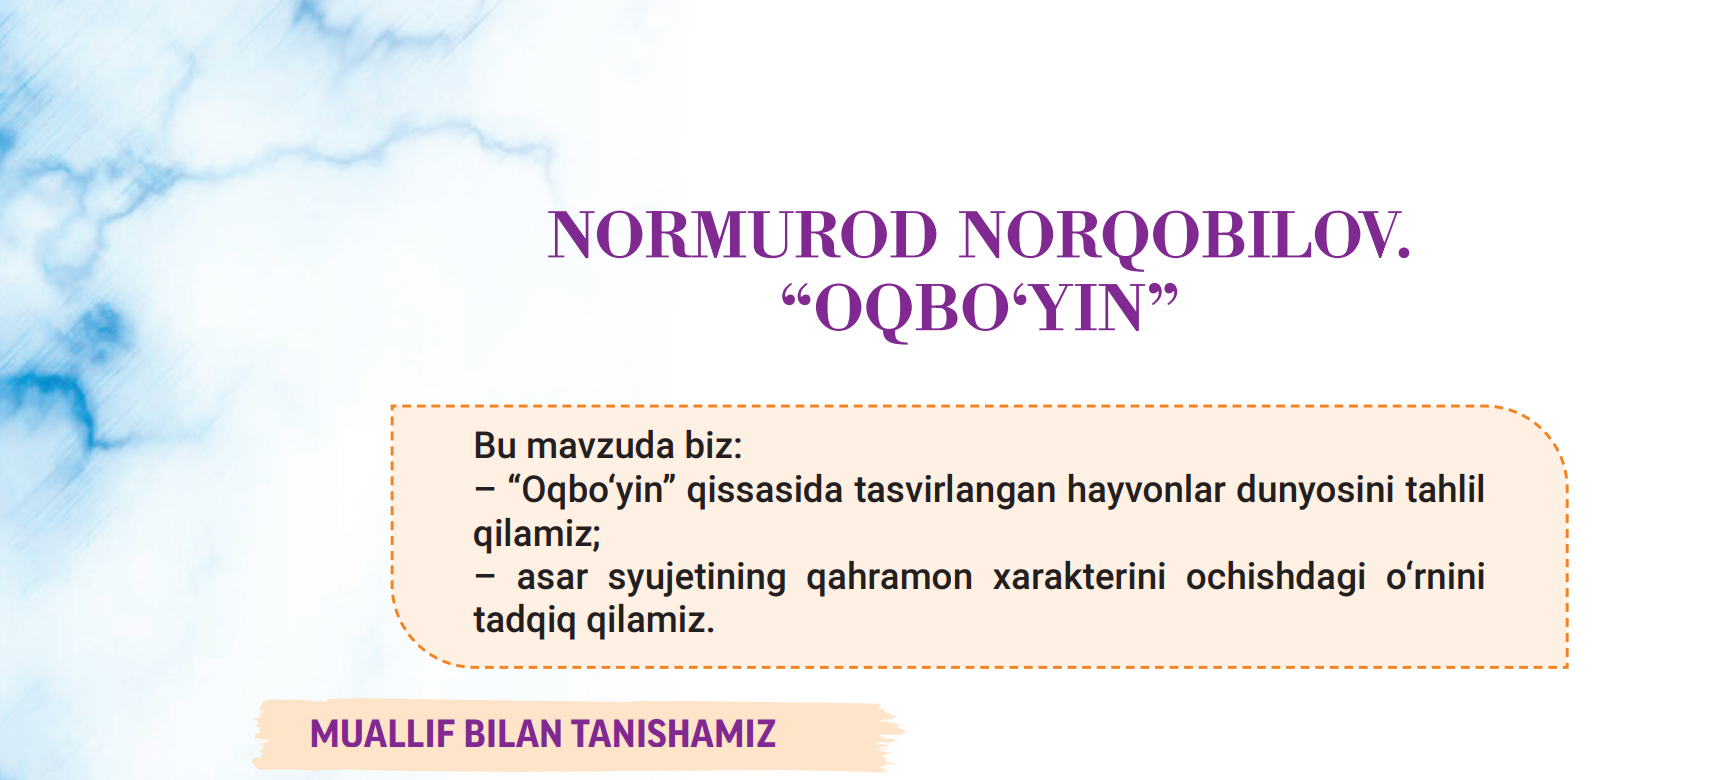 NORMUROD NORQOBILOV.
“OQBO‘YIN”
Bu mavzuda biz:
– “Oqbo‘yin” qissasida tasvirlangan hayvonlar dunyosini tahlil
qilamiz;
– asar syujetining qahramon xarakterini ochishdagi o‘rnini
tadqiq qilamiz.
MUALLIF BILAN TANISHAMIZ